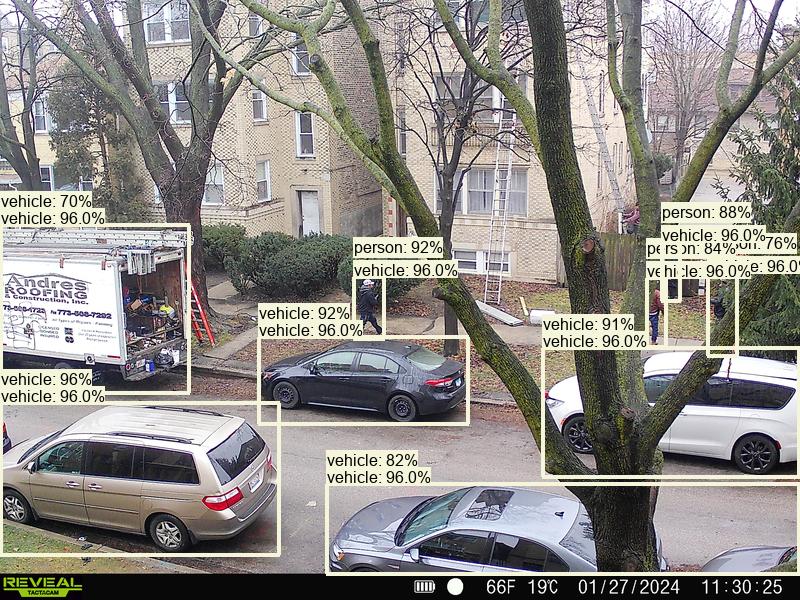 vehicle: 70%
vehicle: 96.0%
Andres
ROOFING
& Construction, Inc.
773-508-7292
person: 92%
vehicle: 96.0%
person: 88%
vehicle: 96.0%
person: 84%
76%
vehicle: 96.0%
vehicle: 92%
vehicle: 96.0%
vehicle: 91%
vehicle: 96.0%
vehicle: 96%
vehicle: 96.0%
vehicle: 82%
vehicle: 96.0%
REVEAL
TACTACAM
66F 19°C 01/27/2024 11:30:25